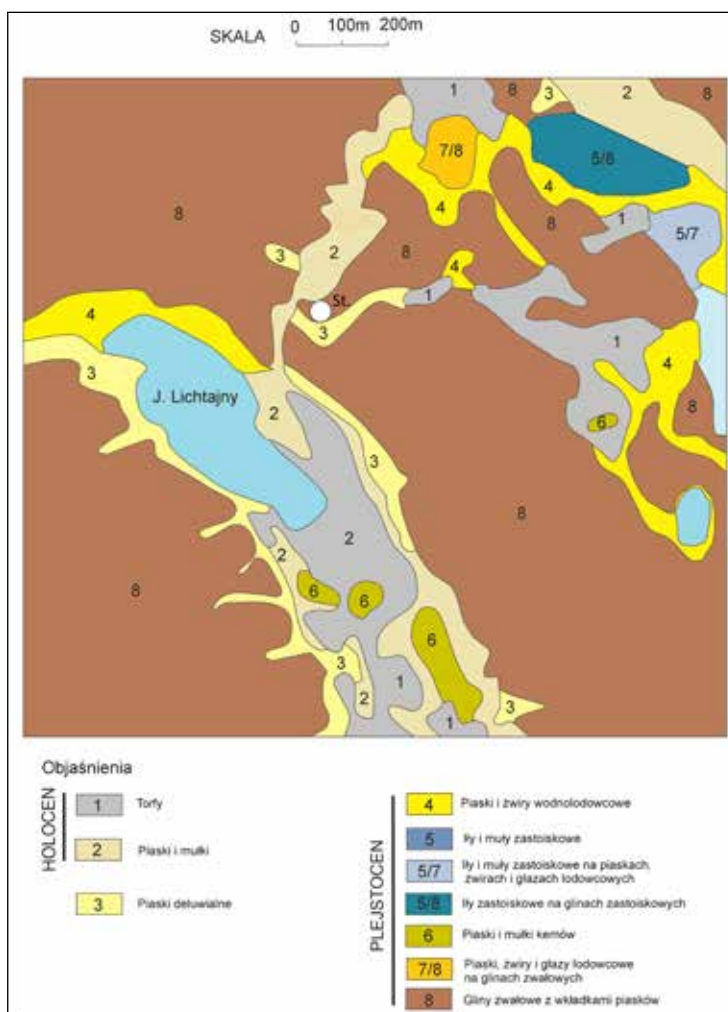 SKALA 0 100m 200m
1
8
3
2
8
7/8
5/8
4
4
8
1
5/7
8
2
8
3
4
St.
1
3
4
1
4
3
J. Lichtajny
8
2
6
3
8
2
2
8
6
6
6
3
1
2
3
1
Objaśnienia
HOLOCEN
1 Torfy
2 Piaski i mułki
3 Piaski deluwialne
PLEJSTOCEN
4 Piaski i żwiry wodnolodowcowe
5 Iły i muły zastoiskowe
5/7 Iły i muły zastoiskowe na piaskach,
żwirach i głazach lodowcowych
5/8 Iły zastoiskowe na glinach zastoiskowych
6 Piaski i mułki kemów
7/8 Piaski, żwiry i głazy lodowcowe
na glinach zwałowych
8 Gliny zwałowe z wkładkami piasków